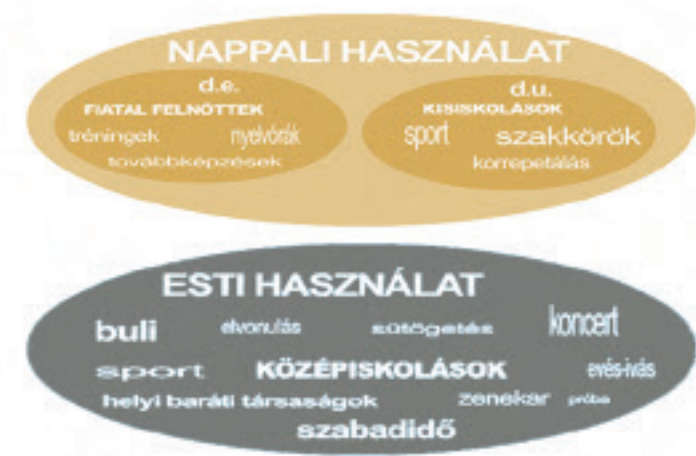 NAPPALI HASZNÁLAT
d.e.
FIATAL FELNŐTTEK
tréningek nyelvórák
továbbképzések
d.u.
KISISKOLÁSOK
sport szakkörök
korrepetálás
ESTI HASZNÁLAT
buli elvonulás sütögetés koncert
sport KÖZÉPISKOLÁSOK evés-ivás
helyi baráti társaságok zenekar próba
szabadidő